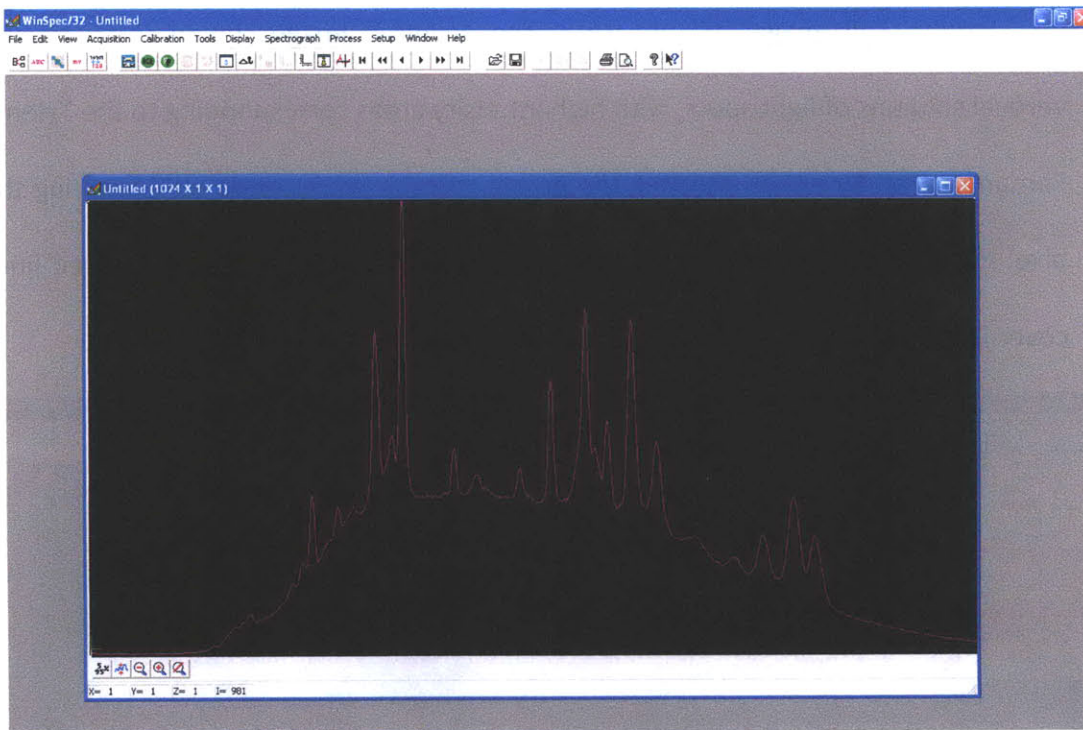 WinSpec/32 - Untitled
File Edit View Acquisition Calibration Tools Display Spectrograph Process Setup Window Help
Untitled (1024 X 1 X 1)
X= 1 Y= 1 Z= 1 I= 981